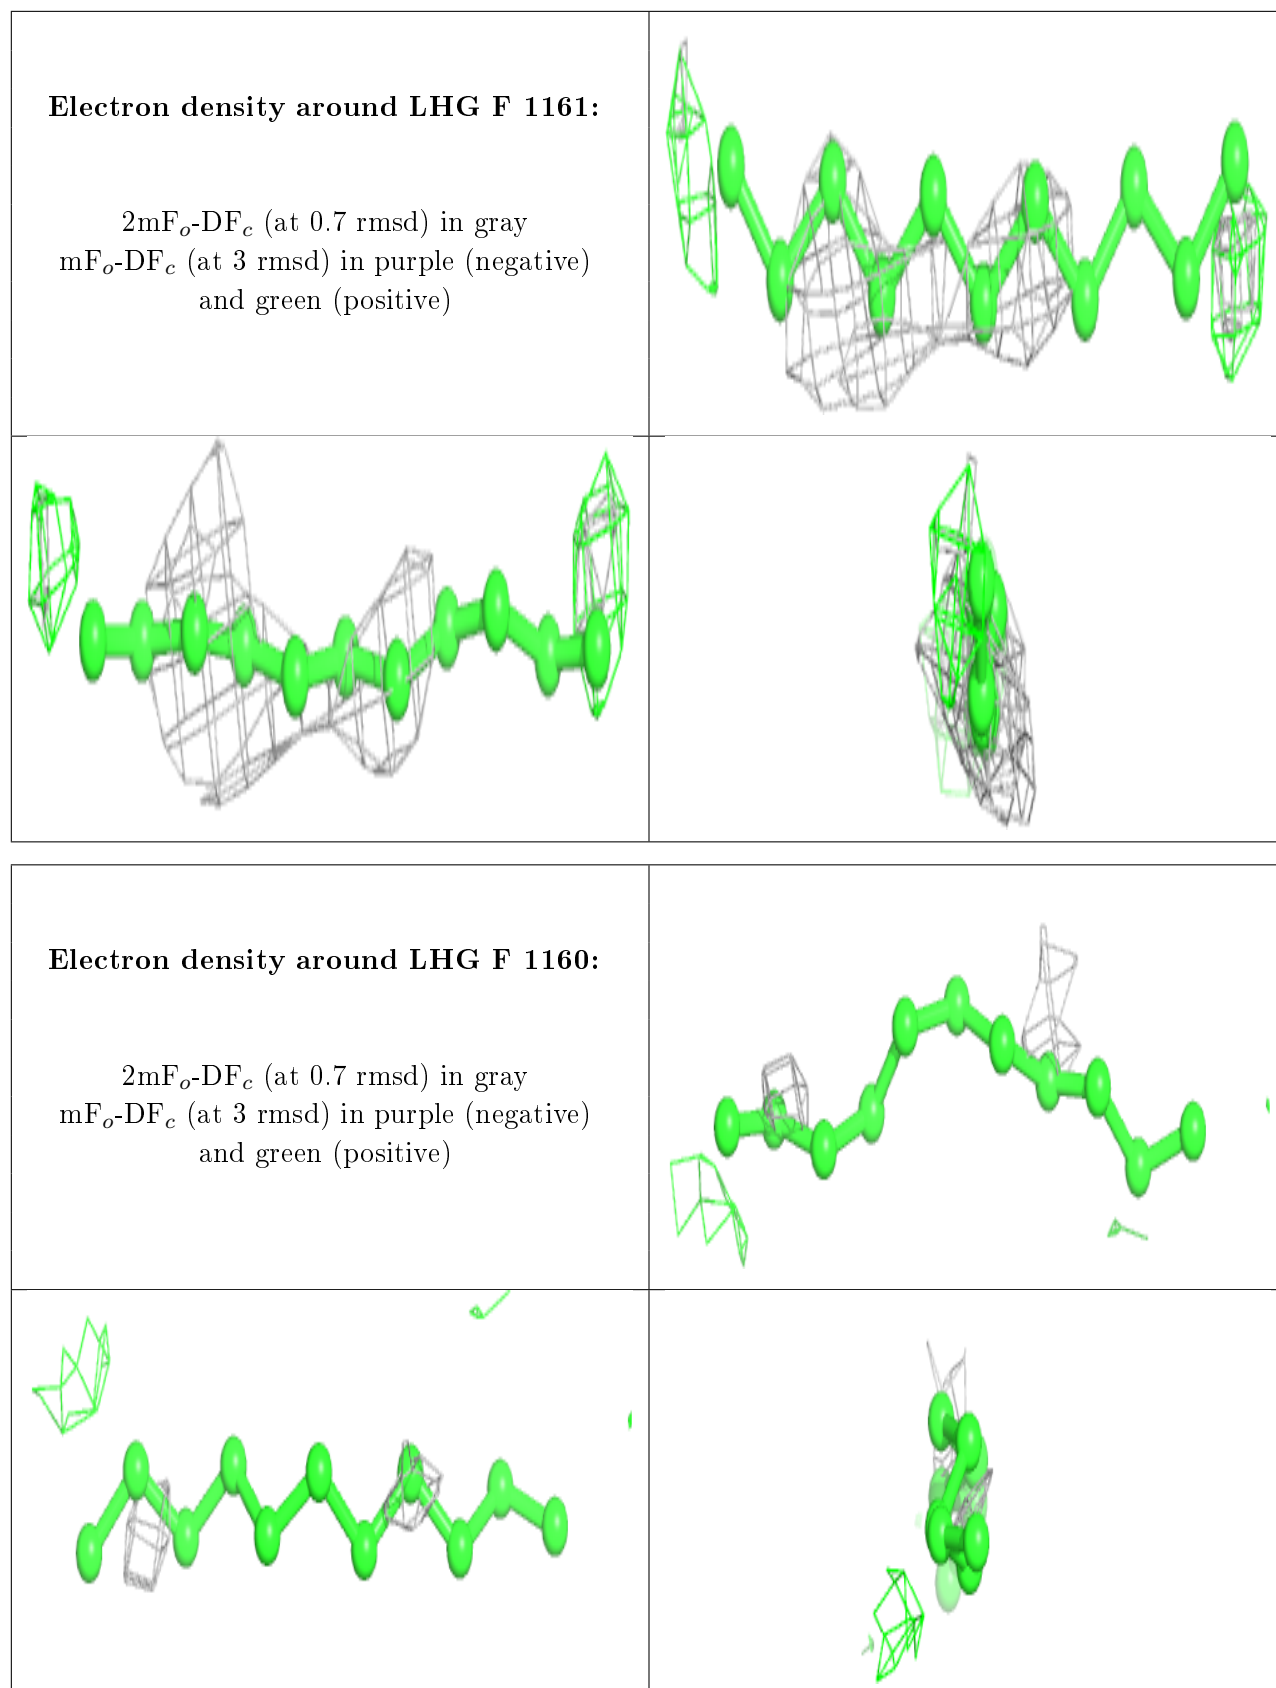 Electron density around LHG F 1161:
2mFo-DFc (at 0.7 rmsd) in gray
mFo-DFc (at 3 rmsd) in purple (negative)
and green (positive)
Electron density around LHG F 1160:
2mFo-DFc (at 0.7 rmsd) in gray
mFo-DFc (at 3 rmsd) in purple (negative)
and green (positive)